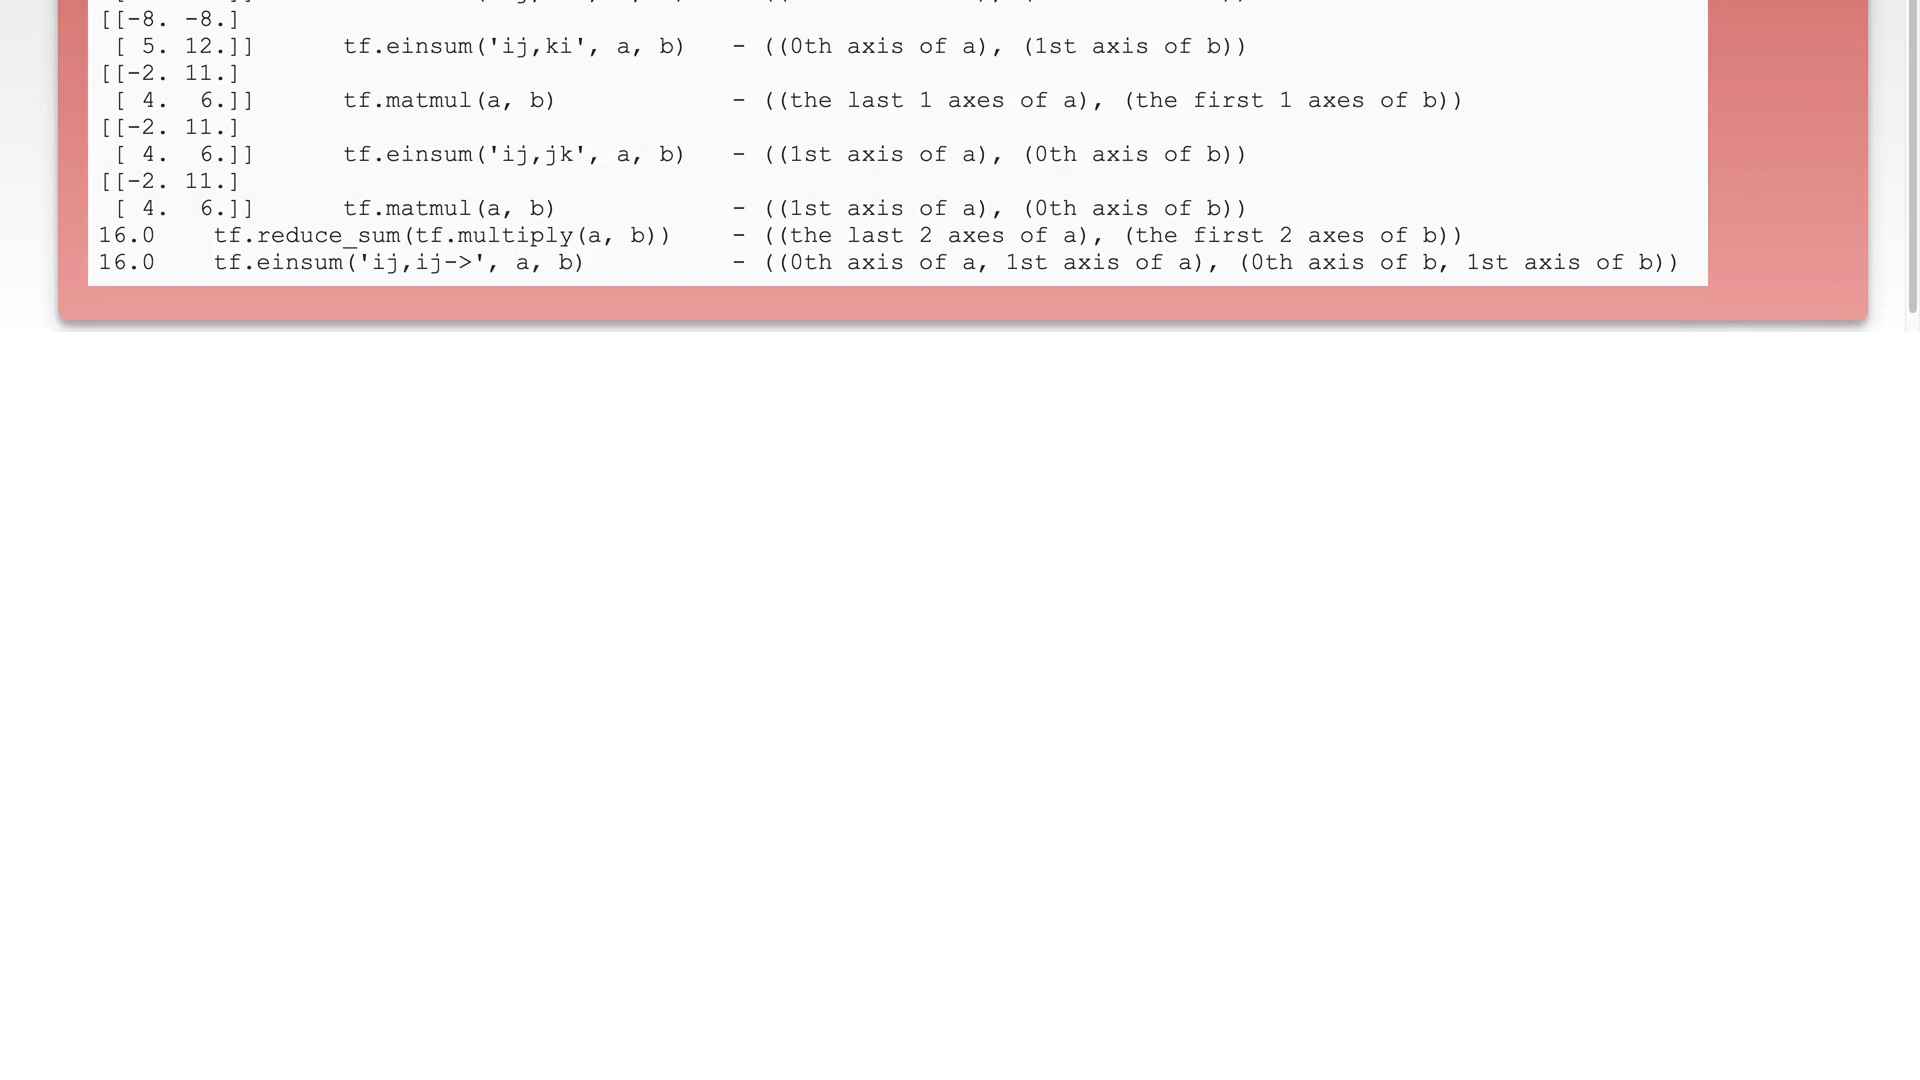 [[-8. -8.]
[ 5. 12.]] tf.einsum('ij,ki', a, b) - ((0th axis of a), (1st axis of b))
[[-2. 11.]
[ 4. 6.]] tf.matmul(a, b) - ((the last 1 axes of a), (the first 1 axes of b))
[[-2. 11.]
[ 4. 6.]] tf.einsum('ij,jk', a, b) - ((1st axis of a), (0th axis of b))
[[-2. 11.]
[ 4. 6.]] tf.matmul(a, b) - ((1st axis of a), (0th axis of b))
16.0 tf.reduce_sum(tf.multiply(a, b)) - ((the last 2 axes of a), (the first 2 axes of b))
16.0 tf.einsum('ij,ij->', a, b) - ((0th axis of a, 1st axis of a), (0th axis of b, 1st axis of b))